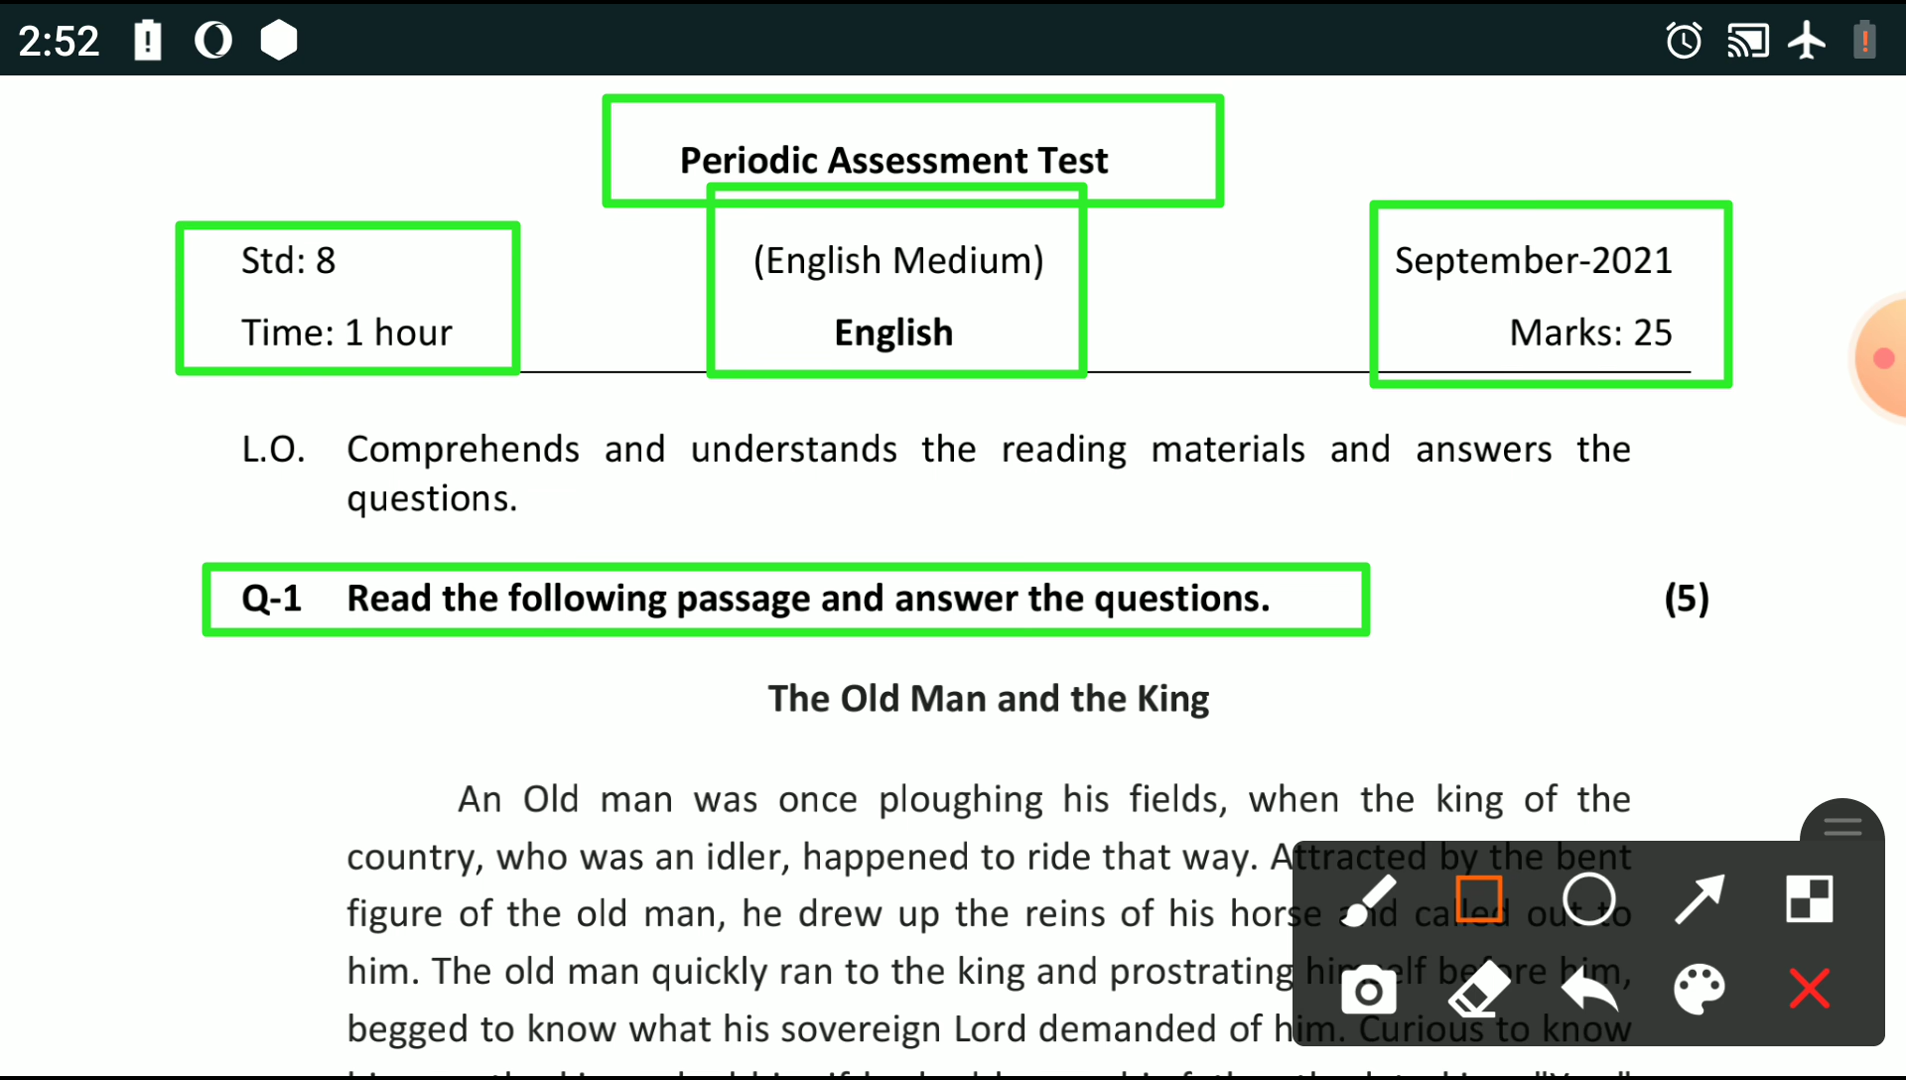 2:52
Periodic Assessment Test
Std: 8 (English Medium) September-2021
Time: 1 hour English Marks: 25
L.O. Comprehends and understands the reading materials and answers the
questions.
Q-1 Read the following passage and answer the questions. (5)
The Old Man and the King
An Old man was once ploughing his fields, when the king of the
country, who was an idler, happened to ride that way. Attracted by the bent
figure of the old man, he drew up the reins of his horse and called out to
him. The old man quickly ran to the king and prostrating himself before him,
begged to know what his sovereign Lord demanded of him. Curious to know